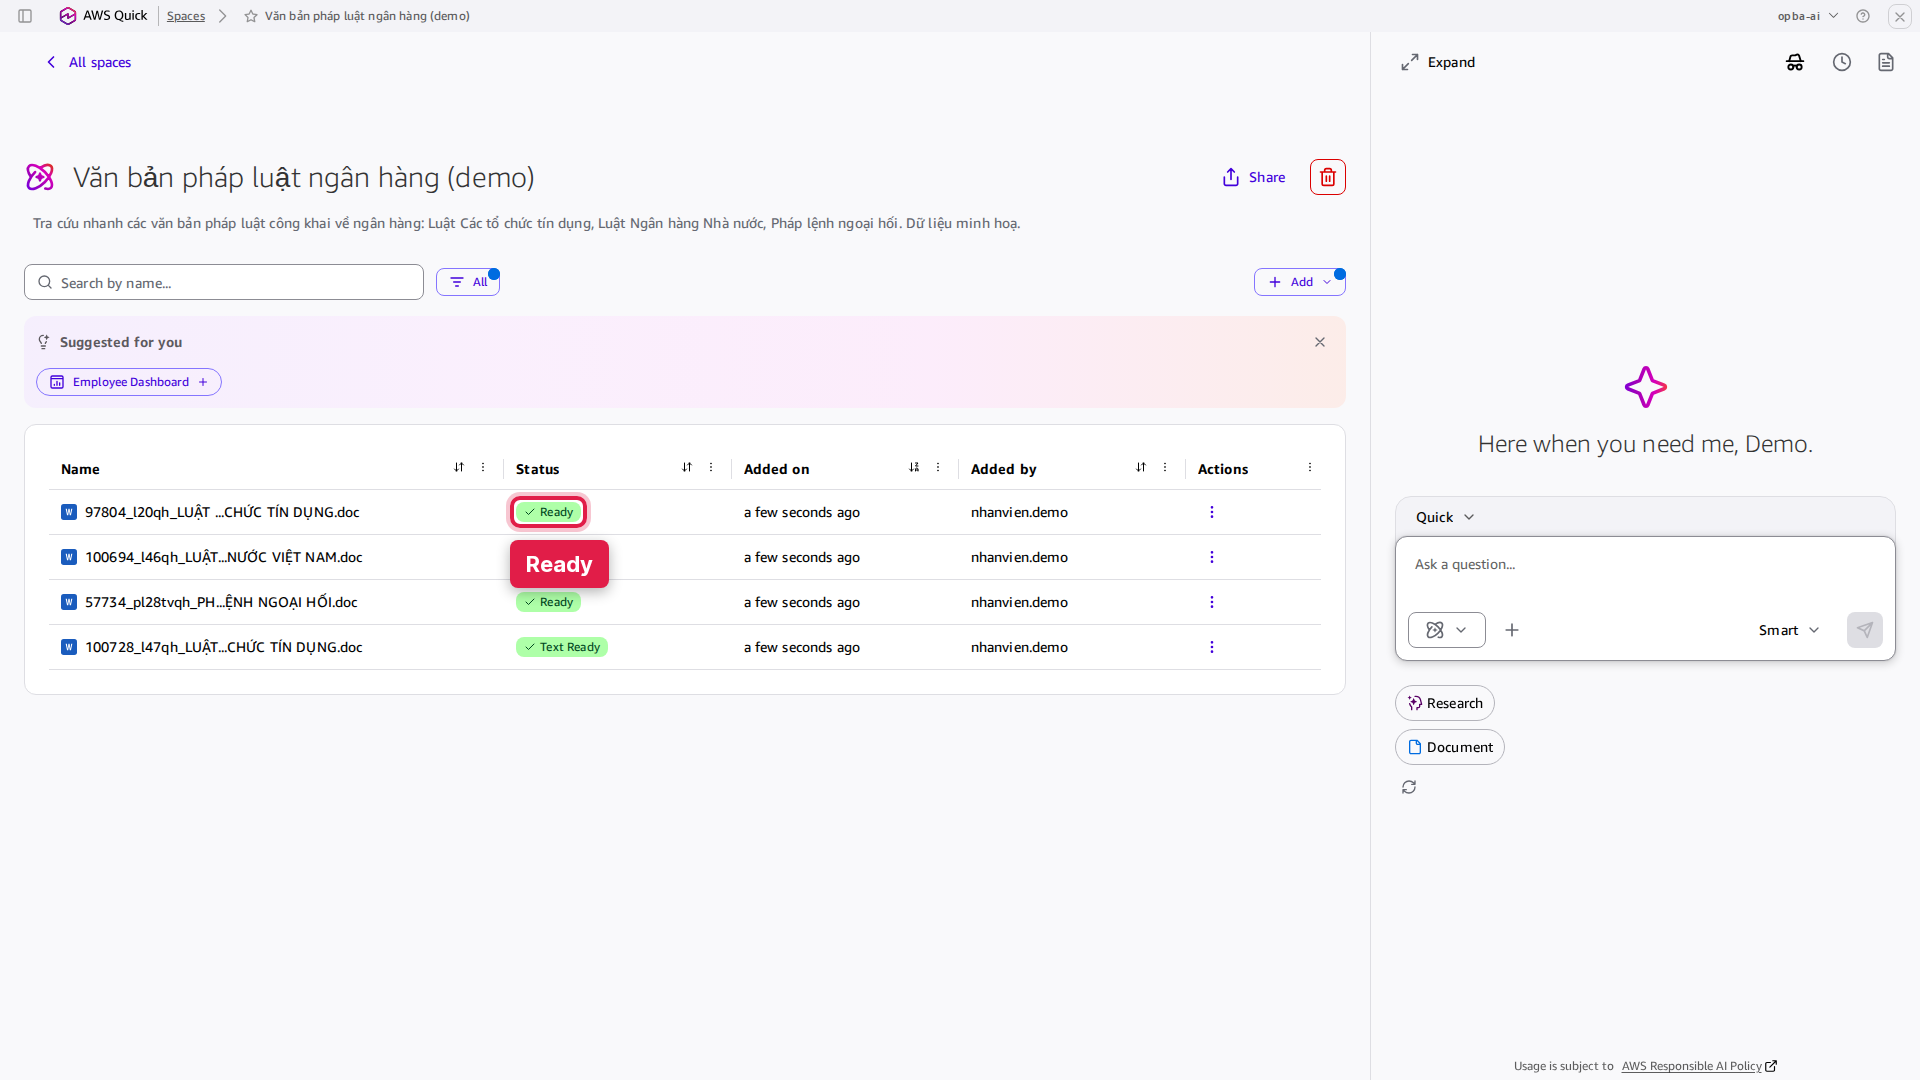 AWS Quick
Spaces
Văn bản pháp luật ngân hàng (demo)
opba-ai
All spaces
Expand
Văn bản pháp luật ngân hàng (demo)
Share
Tra cứu nhanh các văn bản pháp luật công khai về ngân hàng: Luật Các tổ chức tín dụng, Luật Ngân hàng Nhà nước, Pháp lệnh ngoại hối. Dữ liệu minh hoạ.
Search by name...
All
Add
Suggested for you
Employee Dashboard
Name Status Added on Added by Actions
97804_l20qh_LUẬT ...CHỨC TÍN DỤNG.doc Ready a few seconds ago nhanvien.demo
100694_l46qh_LUẬT...NƯỚC VIỆT NAM.doc a few seconds ago nhanvien.demo
Ready
57734_pl28tvqh_PH...ỆNH NGOẠI HỐI.doc Ready a few seconds ago nhanvien.demo
100728_l47qh_LUẬT...CHỨC TÍN DỤNG.doc Text Ready a few seconds ago nhanvien.demo
Here when you need me, Demo.
Quick
Ask a question...
Smart
Research
Document
Usage is subject to AWS Responsible AI Policy